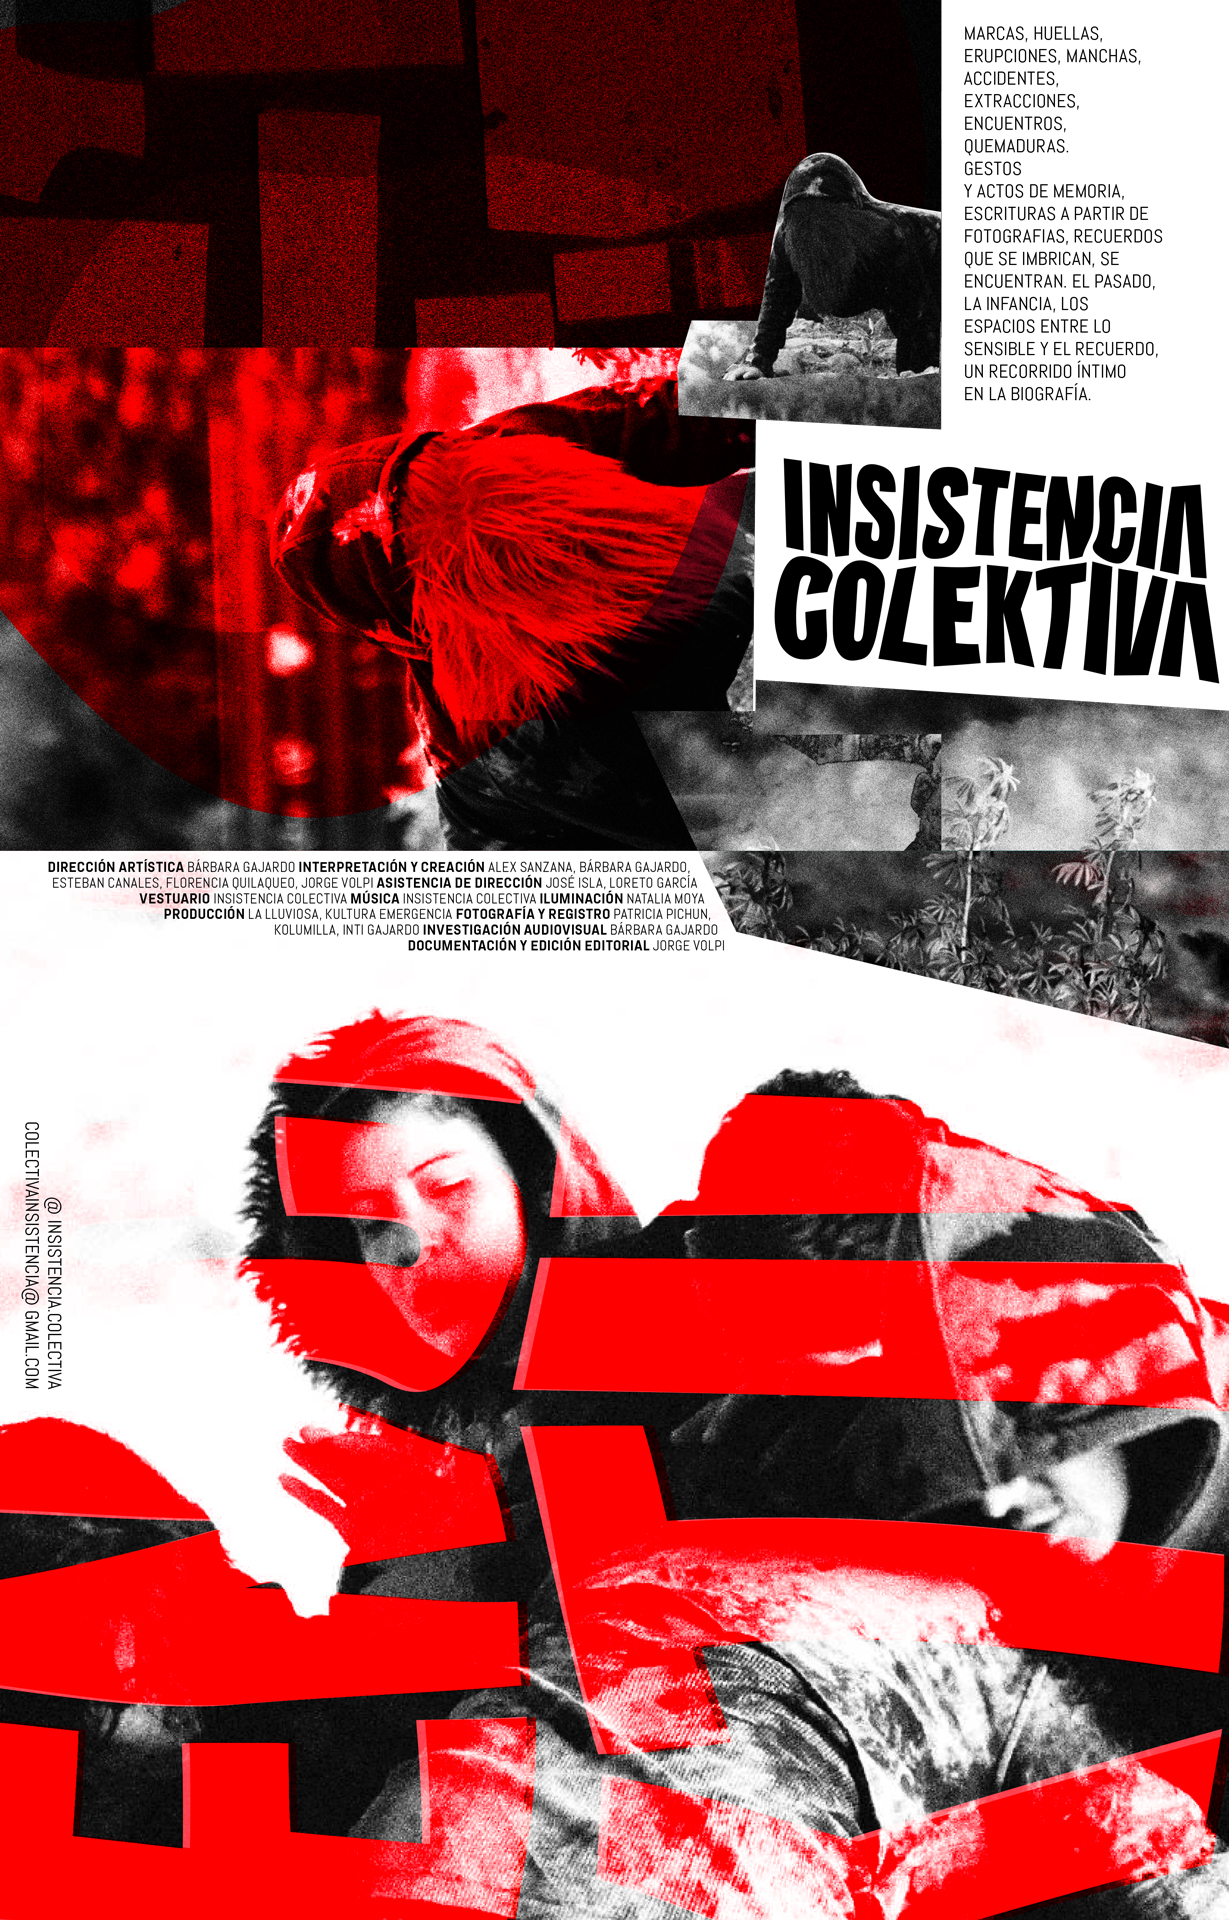 MARCAS, HUELLAS,
ERUPCIONES, MANCHAS,
ACCIDENTES,
EXTRACCIONES,
ENCUENTROS,
QUEMADURAS.
GESTOS
Y ACTOS DE MEMORIA,
ESCRITURAS A PARTIR DE
FOTOGRAFIAS, RECUERDOS
QUE SE IMBRICAN, SE
ENCUENTRAN. EL PASADO,
LA INFANCIA, LOS
ESPACIOS ENTRE LO
SENSIBLE Y EL RECUERDO,
UN RECORRIDO ÍNTIMO
EN LA BIOGRAFÍA.
INSISTENCIA
COLEKTIVA
DIRECCIÓN ARTÍSTICA BÁRBARA GAJARDO INTERPRETACIÓN Y CREACIÓN ALEX SANZANA, BÁRBARA GAJARDO,
ESTEBAN CANALES, FLORENCIA QUILAQUEO, JORGE VOLPI ASISTENCIA DE DIRECCIÓN JOSÉ ISLA, LORETO GARCÍA
VESTUARIO INSISTENCIA COLECTIVA MÚSICA INSISTENCIA COLECTIVA ILUMINACIÓN NATALIA MOYA
PRODUCCIÓN LA LLUVIOSA, KULTURA EMERGENCIA FOTOGRAFÍA Y REGISTRO PATRICIA PICHUN,
KOLUMILLA, INTI GAJARDO INVESTIGACIÓN AUDIOVISUAL BÁRBARA GAJARDO
DOCUMENTACIÓN Y EDICIÓN EDITORIAL JORGE VOLPI
@ INSISTENCIA.COLECTIVA
COLECTIVAINSISTENCIA@ GMAIL.COM